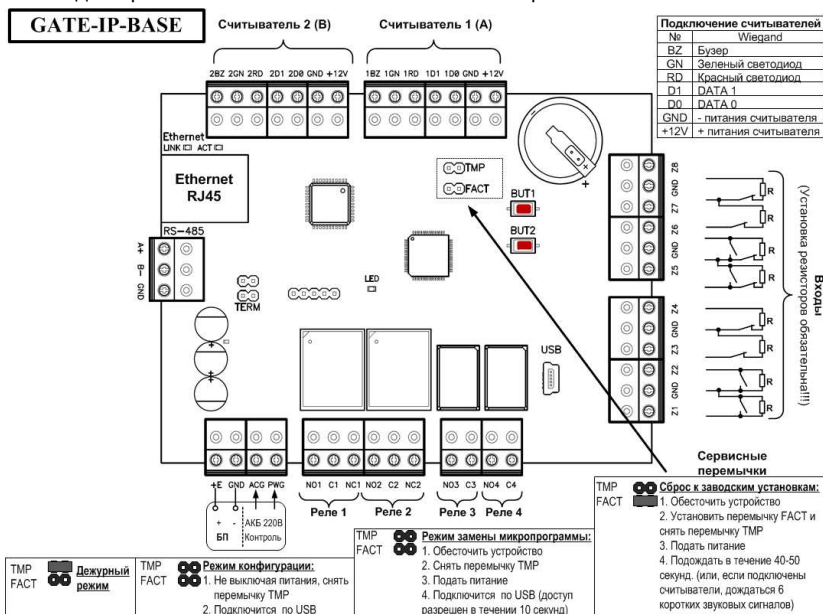 GATE-IP-BASE
Считыватель 2 (B)
Считыватель 1 (A)
2BZ 2GN 2RD 2D1 2D0 GND +12V
1BZ 1GN 1RD 1D1 1D0 GND +12V
Подключение считывателей
№ Wiegand
BZ Бузер
GN Зеленый светодиод
RD Красный светодиод
D1 DATA 1
D0 DATA 0
GND - питания считывателя
+12V + питания считывателя
Ethernet
LINK ACT
Ethernet
RJ45
TMP
FACT
+
BUT1
BUT2
RS-485
A+
B-
GND
TERM
LED
USB
Z8
GND
Z7
Z6
GND
Z5
Z4
GND
Z3
Z2
GND
Z1
R
R
R
R
R
R
R
R
Входы
(Установка резисторов обязательна!!!)
+E GND ACG PWG
+ - АКБ 220В
БП Контроль
NO1 C1 NC1 NO2 C2 NC2
NO3 C3 NO4 C4
Реле 1 Реле 2 Реле 3 Реле 4
Сервисные
перемычки
TMP
FACT
Сброс к заводским установкам:
1. Обесточить устройство
2. Установить перемычку FACT и
снять перемычку TMP
3. Подать питание
4. Подождать в течение 40-50
секунд. (или, если подключены
считыватели, дождаться 6
коротких звуковых сигналов)
TMP
FACT
Режим замены микропрограммы:
1. Обесточить устройство
2. Снять перемычку TMP
3. Подать питание
4. Подключится по USB (доступ
разрешен в течении 10 секунд)
TMP
FACT
Режим конфигурации:
1. Не выключая питания, снять
перемычку TMP
2. Подключится по USB
TMP
FACT
Дежурный
режим